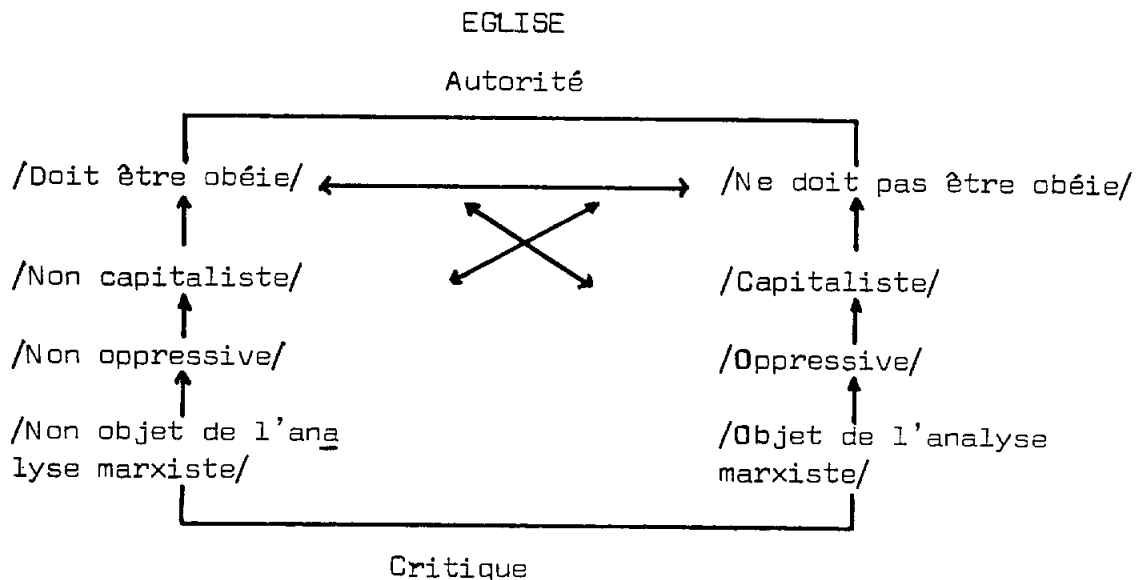 EGLISE
Autorité
/Doit être obéie/ /Ne doit pas être obéie/
/Non capitaliste/ /Capitaliste/
/Non oppressive/ /Oppressive/
/Non objet de l'ana /Objet de l'analyse
lyse marxiste/ marxiste/
Critique